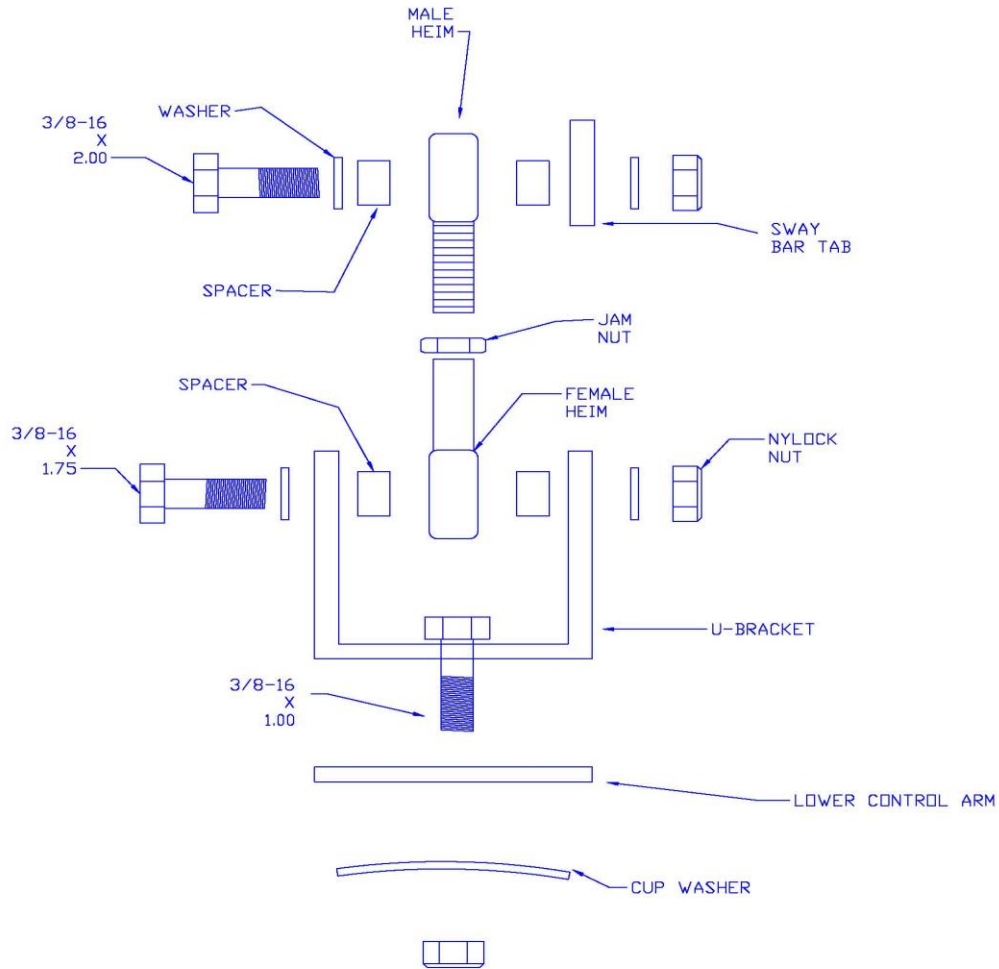 MALE
HEIM
WASHER
3/8-16
X
2.00
SWAY
BAR TAB
SPACER
JAM
NUT
SPACER
FEMALE
HEIM
3/8-16
X
1.75
NYLOCK
NUT
U-BRACKET
3/8-16
X
1.00
LOWER CONTROL ARM
CUP WASHER